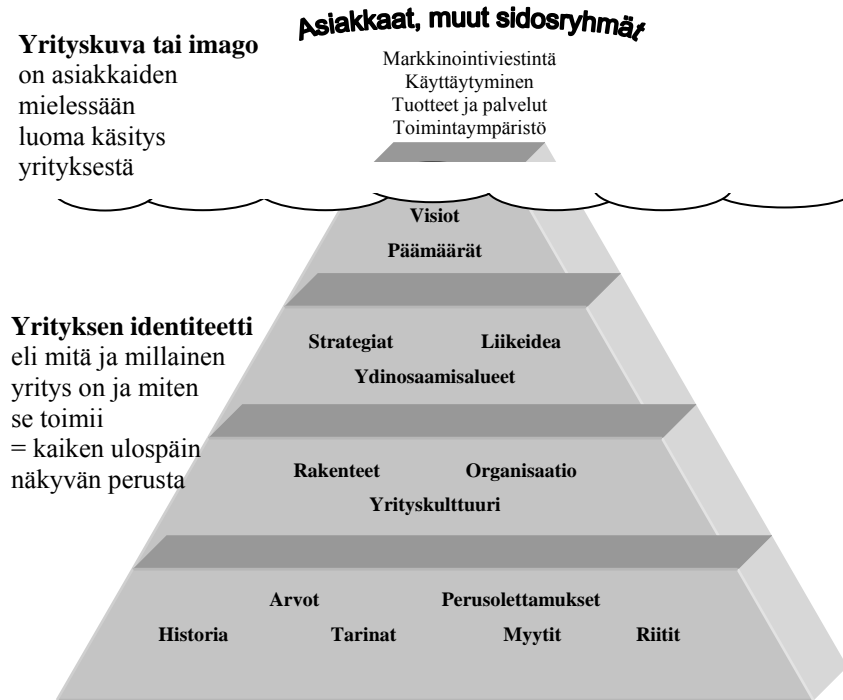 Asiakkaat, muut sidosryhmät
Yrityskuva tai imago
on asiakkaiden
mielessään
luoma käsitys
yrityksestä
Markkinointiviestintä
Käyttäytyminen
Tuotteet ja palvelut
Toimintaympäristö
Visiot
Päämäärät
Yrityksen identiteetti
eli mitä ja millainen
yritys on ja miten
se toimii
= kaiken ulospäin
näkyvän perusta
Strategiat Liikeidea
Ydinosaamisalueet
Rakenteet Organisaatio
Yrityskulttuuri
Arvot Perusolettamukset
Historia Tarinat Myytit Riitit